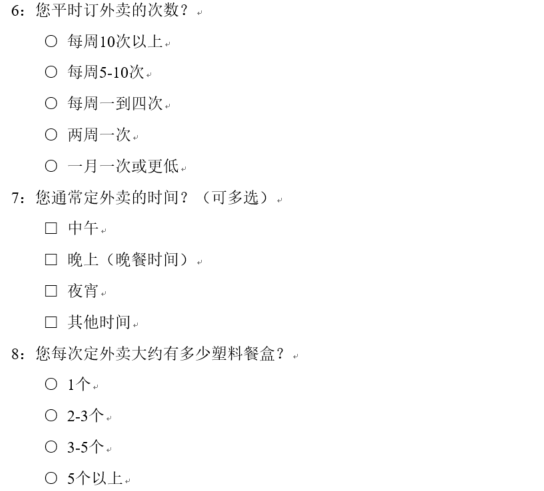 6：您平时订外卖的次数？
○ 每周10次以上
○ 每周5-10次
○ 每周一到四次
○ 两周一次
○ 一月一次或更低
7：您通常定外卖的时间？（可多选）
□ 中午
□ 晚上（晚餐时间）
□ 夜宵
□ 其他时间
8：您每次定外卖大约有多少塑料餐盒？
○ 1个
○ 2-3个
○ 3-5个
○ 5个以上